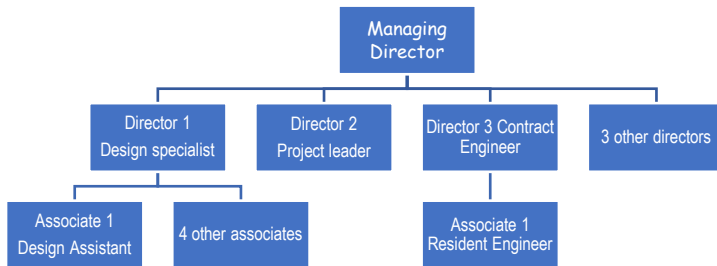 Managing
Director
Director 1
Design specialist
Director 2
Project leader
Director 3 Contract
Engineer
3 other directors
Associate 1
Design Assistant
4 other associates
Associate 1
Resident Engineer